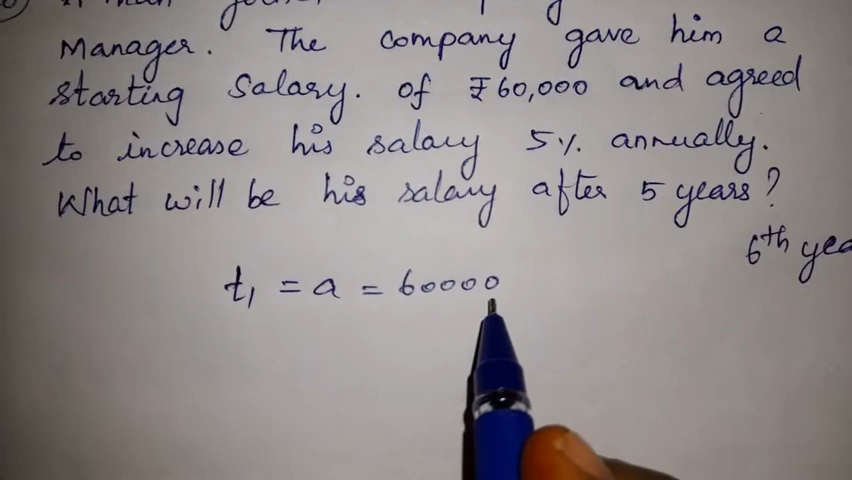 Manager. The company gave him a
starting salary. of ₹60,000 and agreed
to increase his salary 5% annually.
What will be his salary after 5 years?
6th yea
t₁ = a = 60000